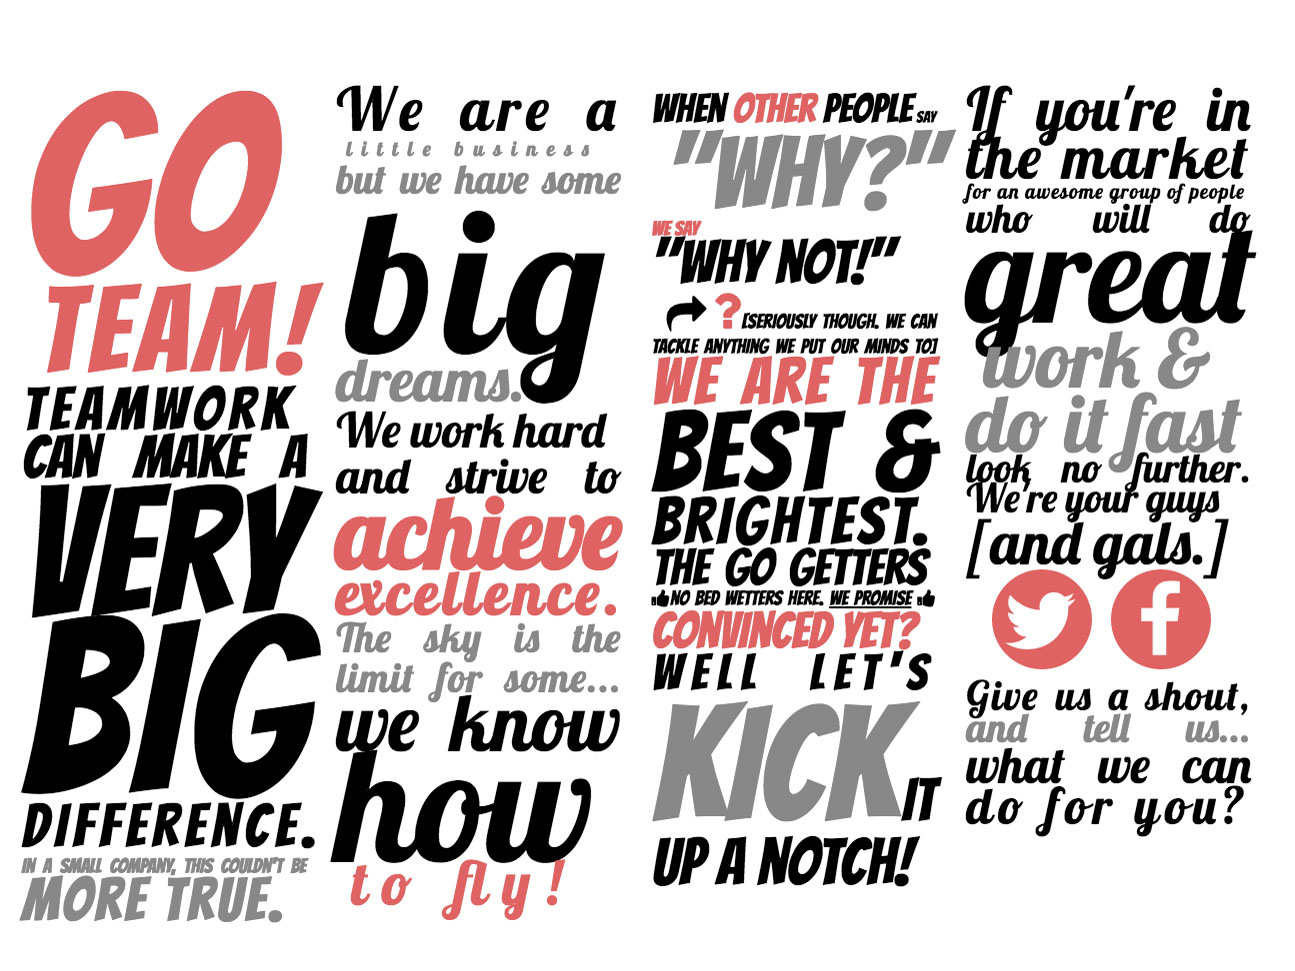 GO
TEAM!
TEAMWORK
CAN MAKE A
VERY
BIG
DIFFERENCE.
IN A SMALL COMPANY, THIS COULDN'T BE
MORE TRUE.
We are a
little business
but we have some
big
dreams.
We work hard
and strive to
achieve
excellence.
The sky is the
limit for some...
we know
how
to fly!
WHEN OTHER PEOPLE SAY
"WHY?"
WE SAY
"WHY NOT!"
? [SERIOUSLY THOUGH. WE CAN
TACKLE ANYTHING WE PUT OUR MINDS TO]
WE ARE THE
BEST &
BRIGHTEST.
THE GO GETTERS
NO BED WETTERS HERE. WE PROMISE
CONVINCED YET?
WELL LET'S
KICK IT
UP A NOTCH!
If you're in
the market
for an awesome group of people
who will do
great
work &
do it fast
look no further.
We're your guys
[and gals.]
Give us a shout,
and tell us...
what we can
do for you?